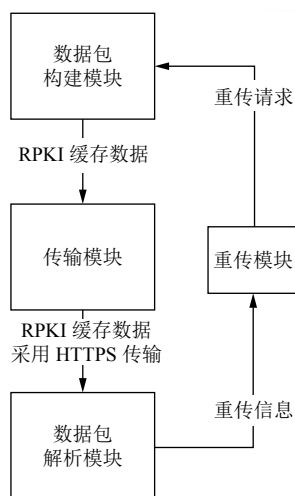 数据包
构建模块
重传请求
RPKI 缓存数据
传输模块
重传模块
RPKI 缓存数据
采用 HTTPS 传输
重传信息
数据包
解析模块